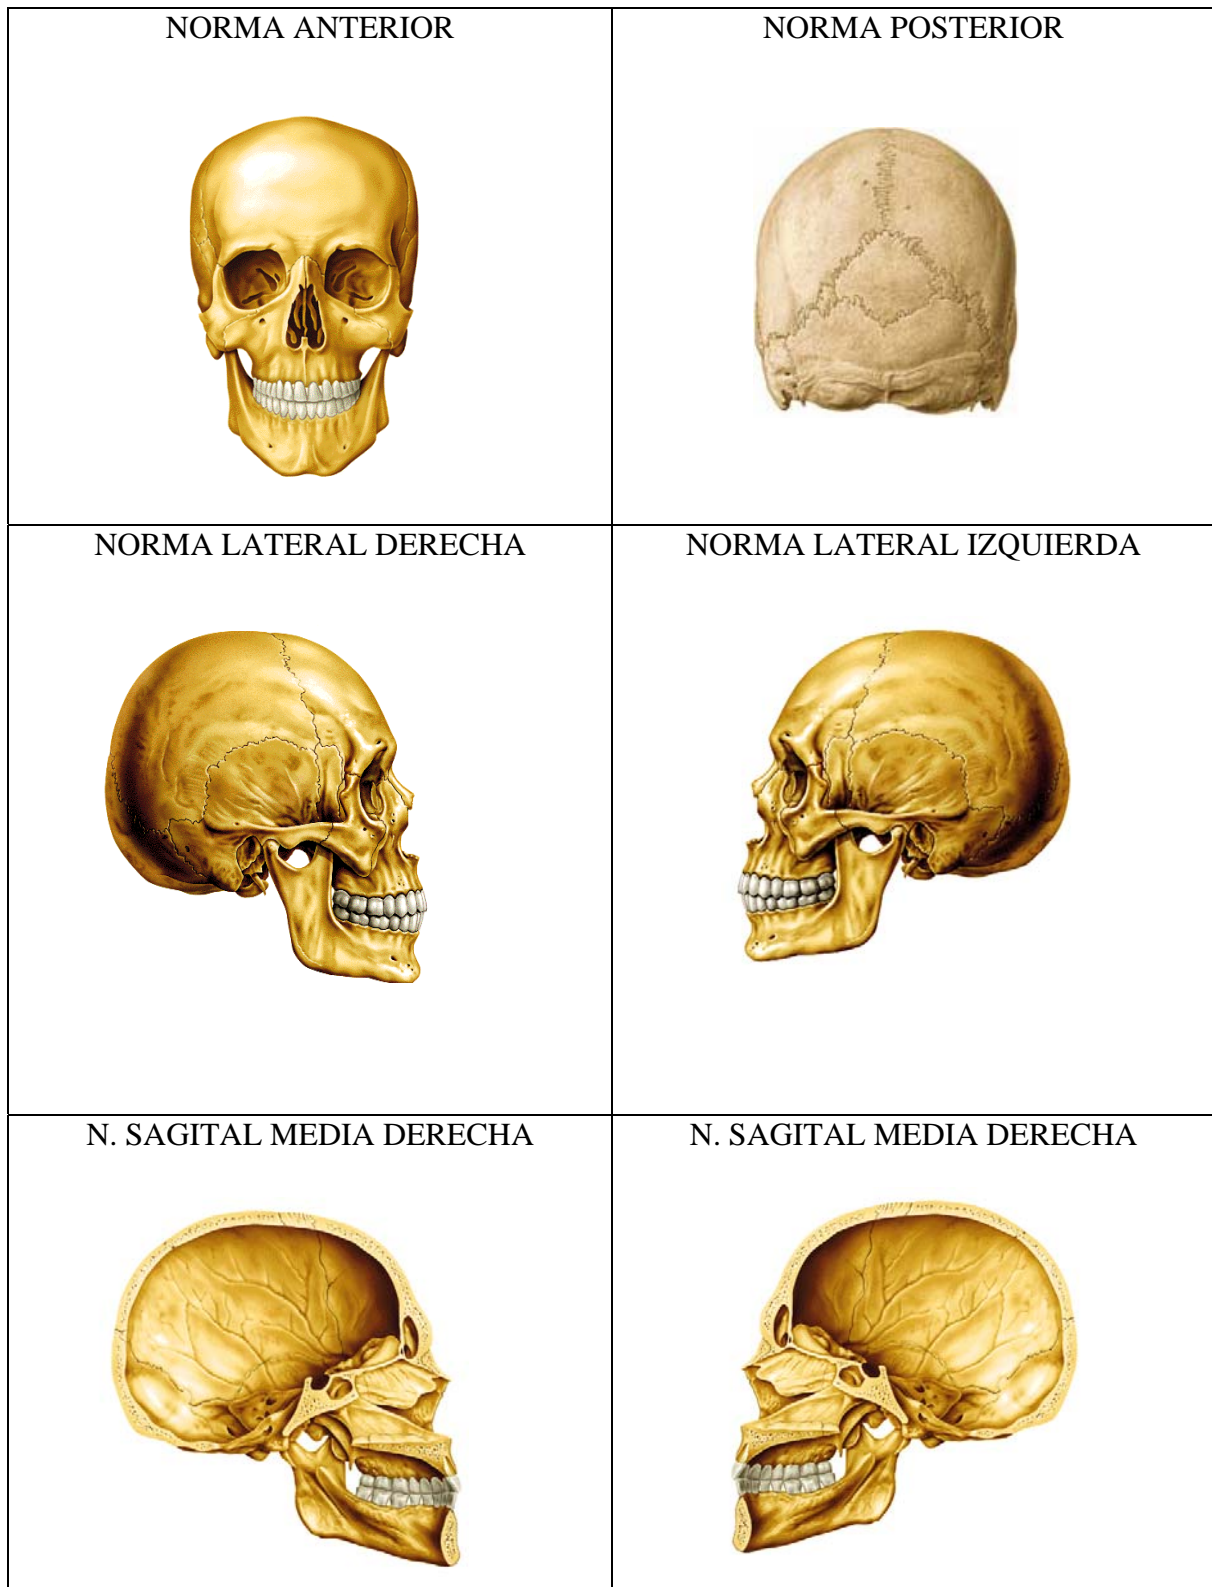 NORMA ANTERIOR
NORMA POSTERIOR
NORMA LATERAL DERECHA
NORMA LATERAL IZQUIERDA
N. SAGITAL MEDIA DERECHA
N. SAGITAL MEDIA DERECHA